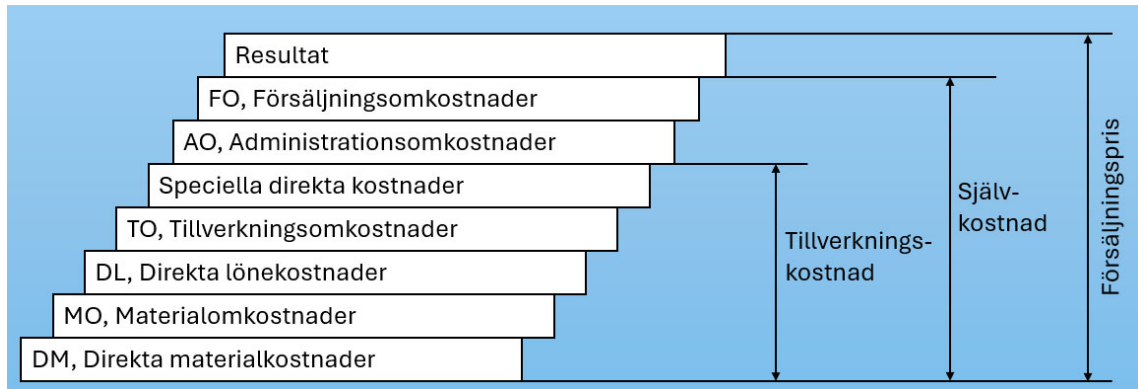 Resultat
FO, Försäljningsomkostnader
AO, Administrationsomkostnader
Speciella direkta kostnader
TO, Tillverkningsomkostnader
DL, Direkta lönekostnader
MO, Materialomkostnader
DM, Direkta materialkostnader
Tillverknings-
kostnad
Själv-
kostnad
Försäljningspris